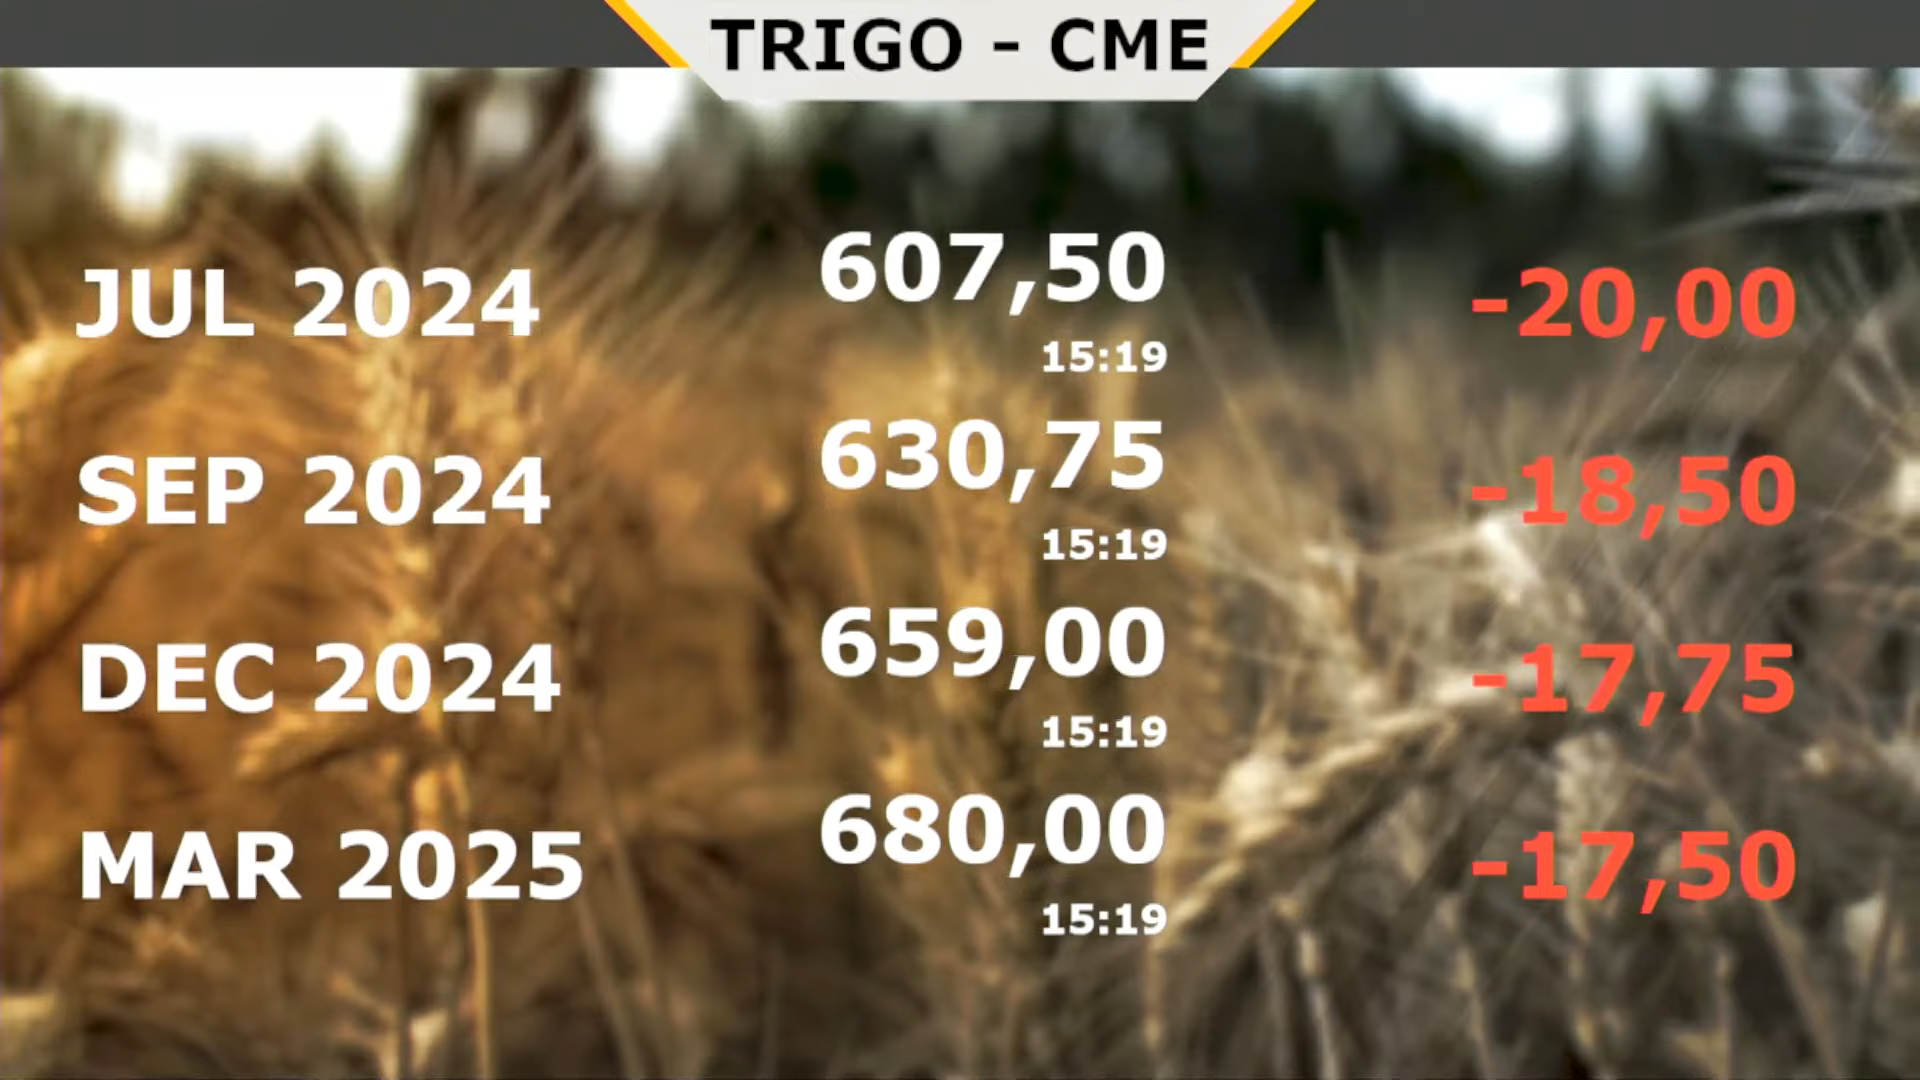 TRIGO - CME
JUL 2024 607,50 -20,00
15:19
SEP 2024 630,75 -18,50
15:19
DEC 2024 659,00 -17,75
15:19
MAR 2025 680,00 -17,50
15:19